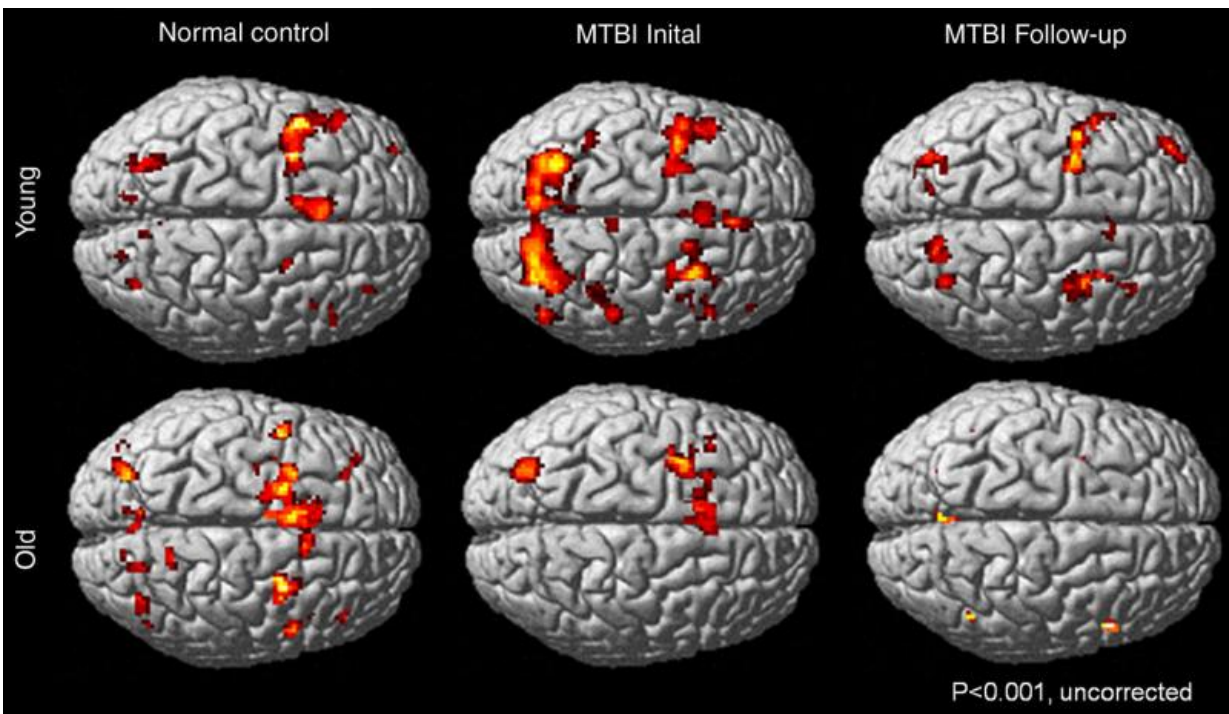 Normal control
MTBI Inital
MTBI Follow-up
Young
Old
P<0.001, uncorrected